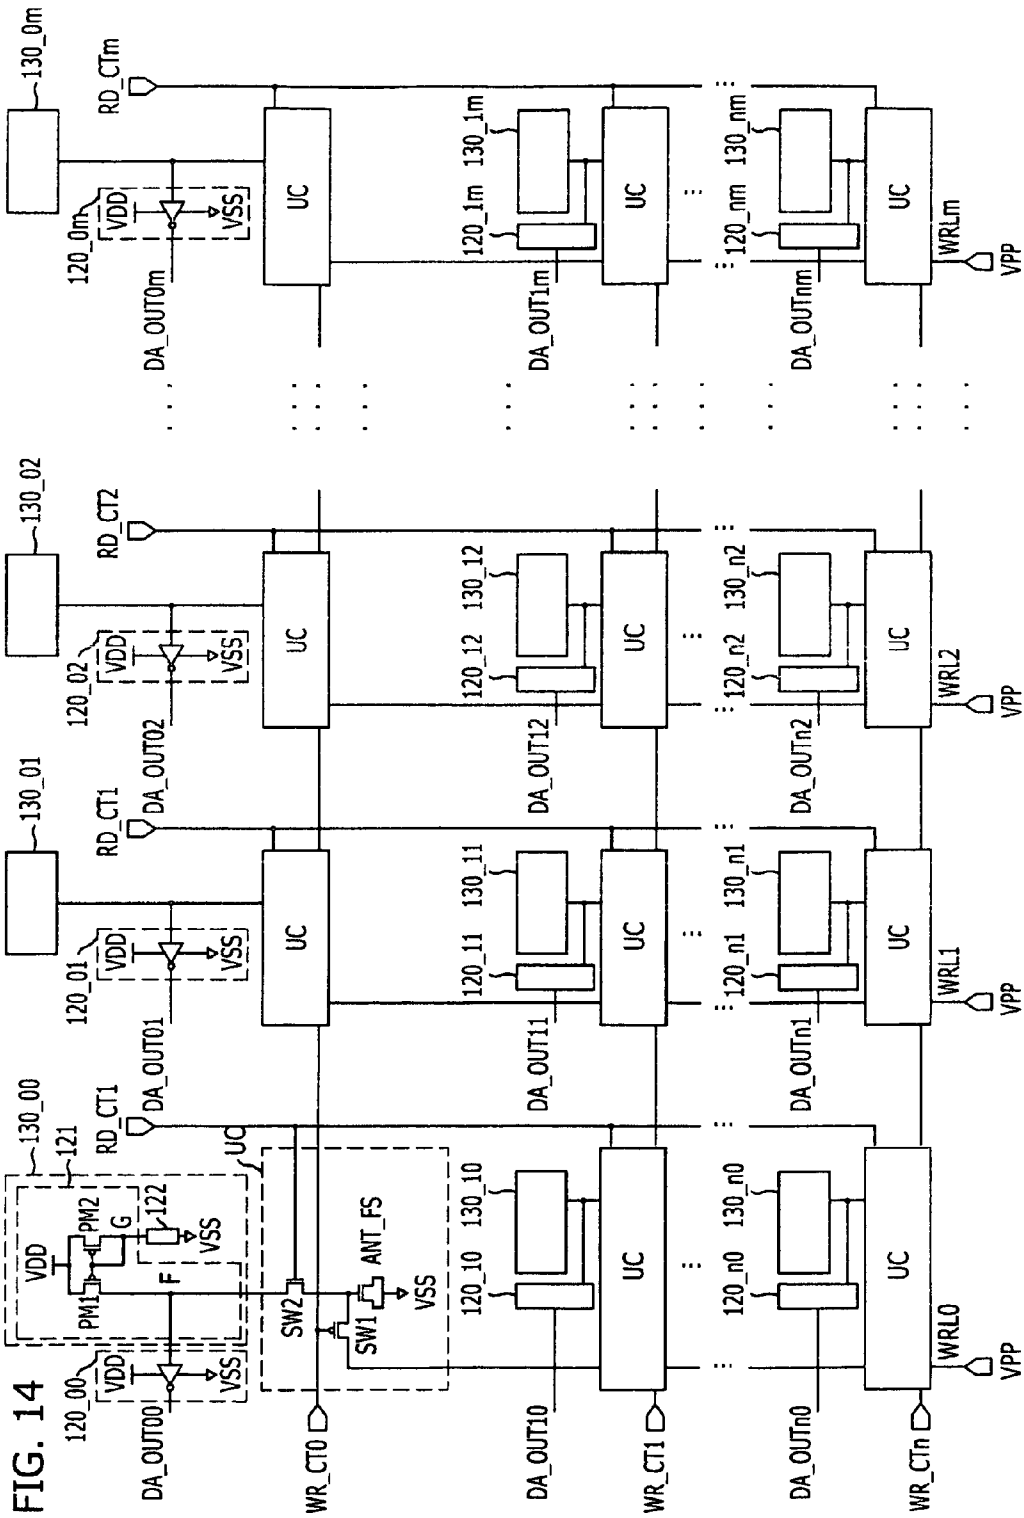 FIG. 14
130_00
121
VDD
PM1
PM2
G
122
VSS
F
120_00
VDD
VSS
DA_OUT00
RD_CT1
UC
SW2
SW1
ANT_FS
VSS
WR_CT0
130_01
120_01
VDD
VSS
DA_OUT01
RD_CT1
UC
130_02
120_02
VDD
VSS
DA_OUT02
RD_CT2
UC
130_0m
120_0m
VDD
VSS
DA_OUT0m
RD_CTm
UC
120_10
130_10
DA_OUT10
UC
WR_CT1
120_11
130_11
DA_OUT11
UC
120_12
130_12
DA_OUT12
UC
120_1m
130_1m
DA_OUT1m
UC
120_n0
130_n0
DA_OUTn0
UC
WR_CTn
WRL0
VPP
120_n1
130_n1
DA_OUTn1
UC
WRL1
VPP
120_n2
130_n2
DA_OUTn2
UC
WRL2
VPP
120_nm
130_nm
DA_OUTnm
UC
WRLm
VPP